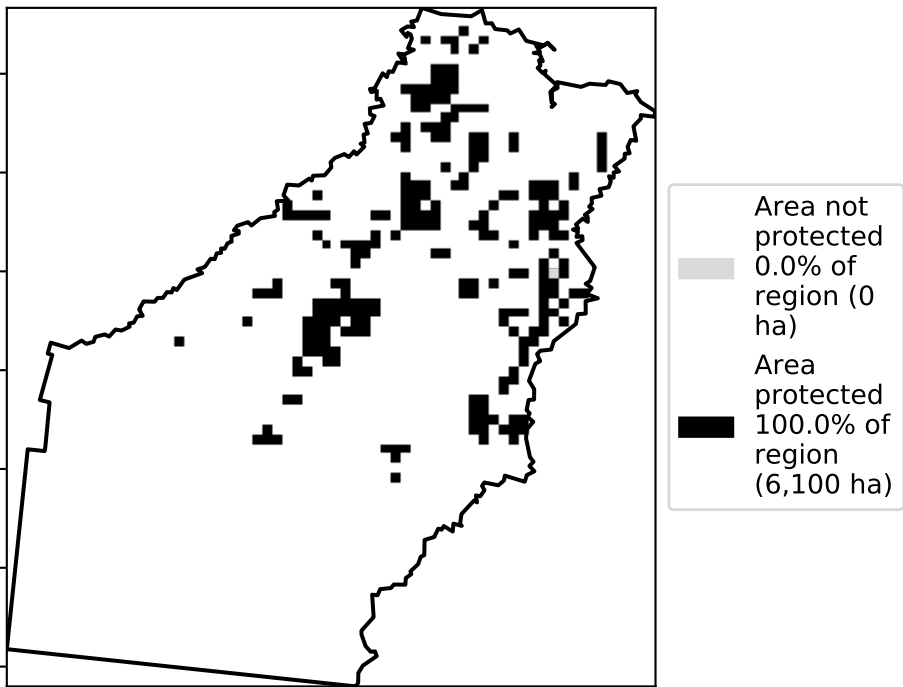 Area not
protected
0.0% of
region (0
ha)
Area
protected
100.0% of
region
(6,100 ha)